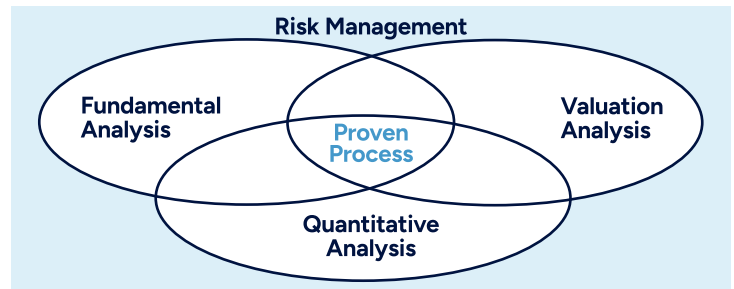 Risk Management
Fundamental
Analysis
Valuation
Analysis
Proven
Process
Quantitative
Analysis